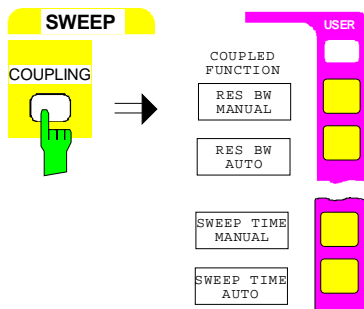 SWEEP
COUPLING
USER
COUPLED
FUNCTION
RES BW
MANUAL
RES BW
AUTO
SWEEP TIME
MANUAL
SWEEP TIME
AUTO